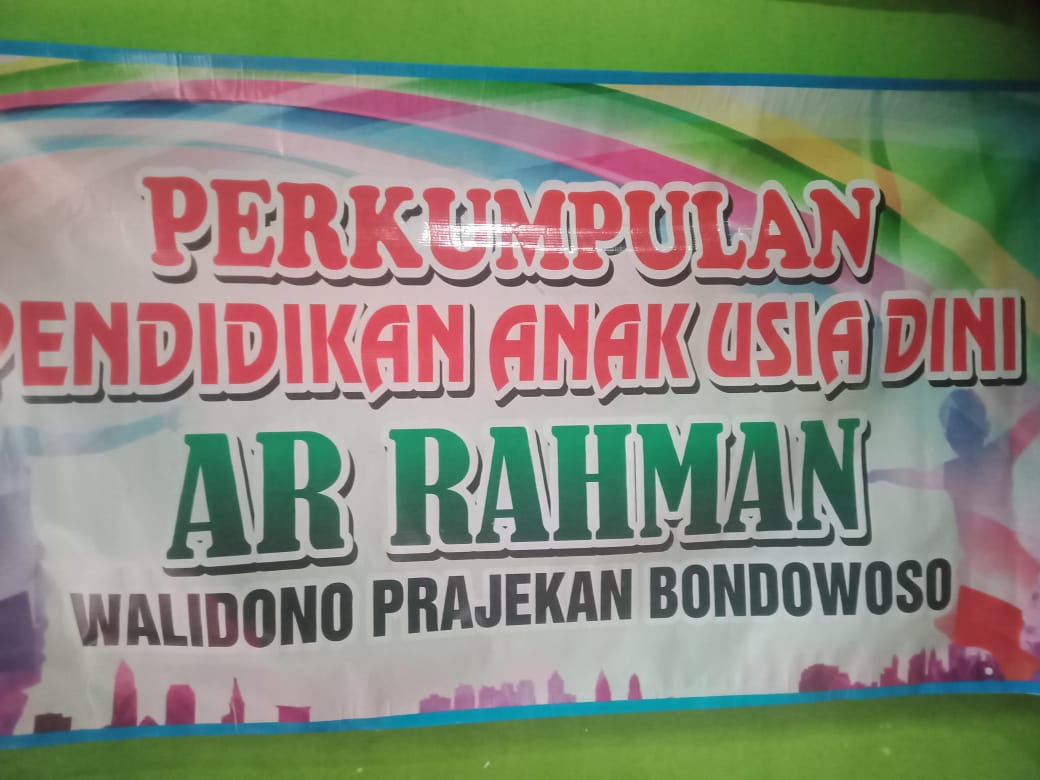 PERKUMPULAN
PENDIDIKAN ANAK USIA DINI
AR RAHMAN
WALIDONO PRAJEKAN BONDOWOSO